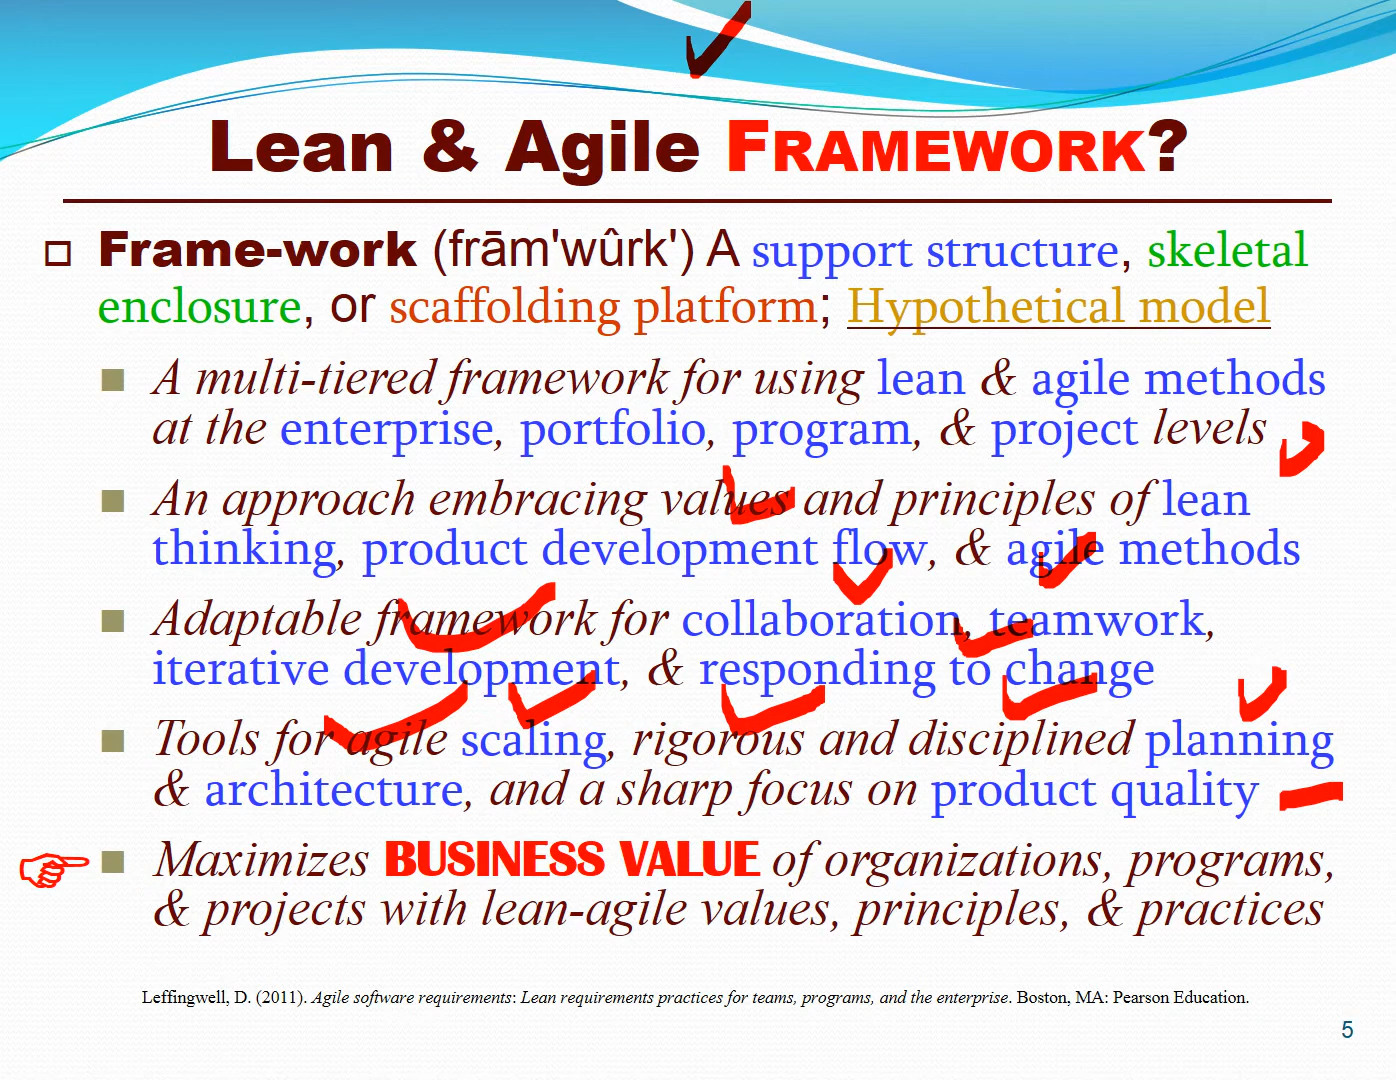 Lean & Agile FRAMEWORK?
Frame-work (frām'wûrk') A support structure, skeletal
enclosure, or scaffolding platform; Hypothetical model
A multi-tiered framework for using lean & agile methods
at the enterprise, portfolio, program, & project levels
An approach embracing values and principles of lean
thinking, product development flow, & agile methods
Adaptable framework for collaboration, teamwork,
iterative development, & responding to change
Tools for agile scaling, rigorous and disciplined planning
& architecture, and a sharp focus on product quality
Maximizes BUSINESS VALUE of organizations, programs,
& projects with lean-agile values, principles, & practices
Leffingwell, D. (2011). Agile software requirements: Lean requirements practices for teams, programs, and the enterprise. Boston, MA: Pearson Education.
5